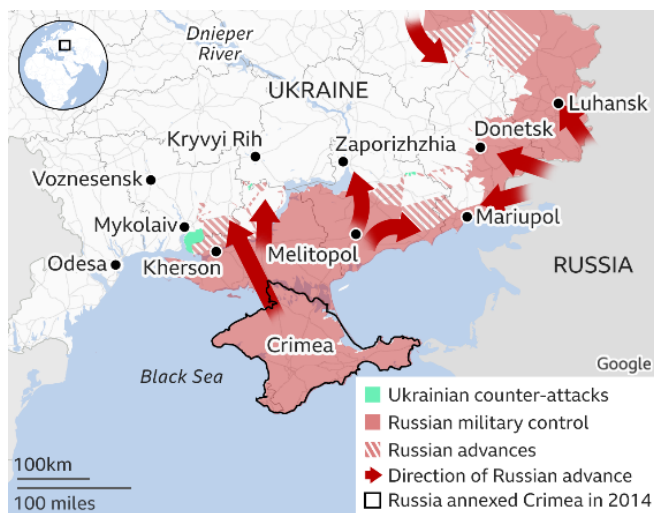 Dnieper
River
UKRAINE
Luhansk
Kryvyi Rih
Zaporizhzhia
Donetsk
Voznesensk
Mykolaiv
Mariupol
Odesa
Kherson
Melitopol
RUSSIA
Crimea
Black Sea
Google
Ukrainian counter-attacks
Russian military control
Russian advances
Direction of Russian advance
Russia annexed Crimea in 2014
100km
100 miles